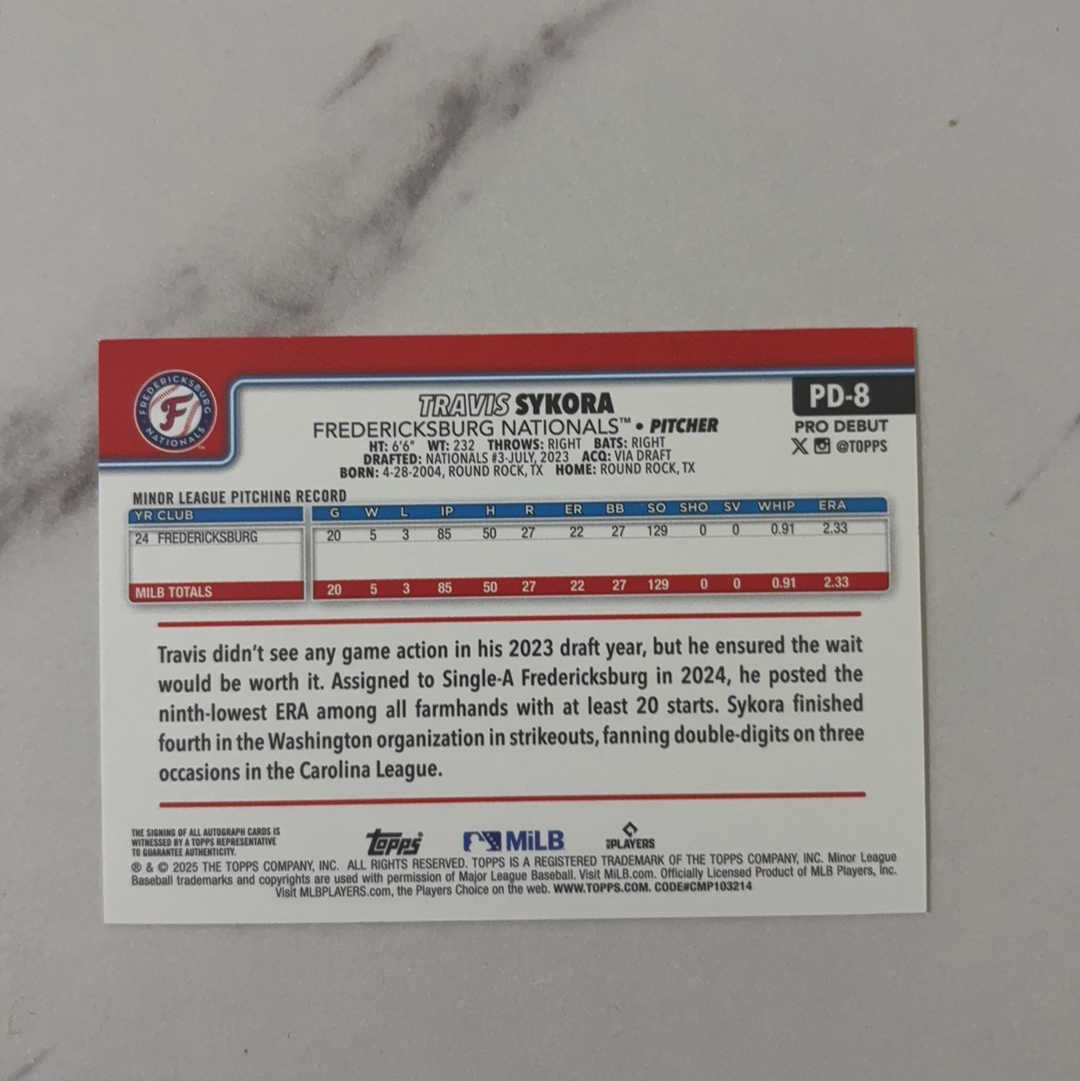 FREDERICKSBURG
F
NATIONALS
PD-8
PRO DEBUT
X @TOPPS
TRAVIS SYKORA
FREDERICKSBURG NATIONALS™ • PITCHER
HT: 6'6" WT: 232 THROWS: RIGHT BATS: RIGHT
DRAFTED: NATIONALS #3-JULY, 2023 ACQ: VIA DRAFT
BORN: 4-28-2004, ROUND ROCK, TX HOME: ROUND ROCK, TX
MINOR LEAGUE PITCHING RECORD
YR CLUB G W L IP H R ER BB SO SHO SV WHIP ERA
24 FREDERICKSBURG 20 5 3 85 50 27 22 27 129 0 0 0.91 2.33
MILB TOTALS 20 5 3 85 50 27 22 27 129 0 0 0.91 2.33
Travis didn't see any game action in his 2023 draft year, but he ensured the wait
would be worth it. Assigned to Single-A Fredericksburg in 2024, he posted the
ninth-lowest ERA among all farmhands with at least 20 starts. Sykora finished
fourth in the Washington organization in strikeouts, fanning double-digits on three
occasions in the Carolina League.
THE SIGNING OF ALL AUTOGRAPH CARDS IS
WITNESSED BY A TOPPS REPRESENTATIVE
TO GUARANTEE AUTHENTICITY.
Topps MiLB PLAYERS
® & © 2025 THE TOPPS COMPANY, INC. ALL RIGHTS RESERVED. TOPPS IS A REGISTERED TRADEMARK OF THE TOPPS COMPANY, INC. Minor League
Baseball trademarks and copyrights are used with permission of Major League Baseball. Visit MiLB.com. Officially Licensed Product of MLB Players, Inc.
Visit MLBPLAYERS.com, the Players Choice on the web. WWW.TOPPS.COM. CODE#CMP103214